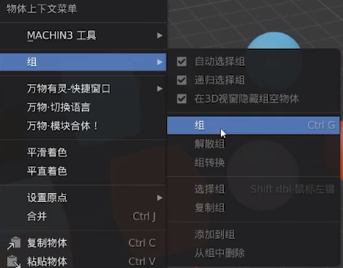 物体上下文菜单
MACHIN3 工具
组
万物有灵-快捷窗口
万物·切换语言
万物·模块合体！
平滑着色
平直着色
设置原点
合并 Ctrl J
复制物体 Ctrl C
粘贴物体 Ctrl V
自动选择组
递归选择组
在3D视窗隐藏组空物体
组 Ctrl G
解散组
组转换
选择组 Shift dbl-鼠标左键
复制组
添加到组
从组中删除